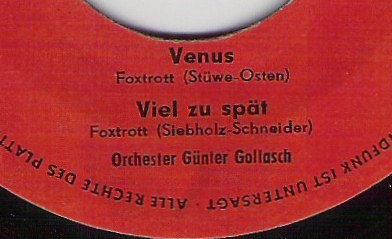 Venus
Foxtrott (Stüwe-Osten)
Viel zu spät
Foxtrott (Siebholz-Schneider)
Orchester Günter Gollasch
IST UNTERSAGT · ALLE RECHTE DES